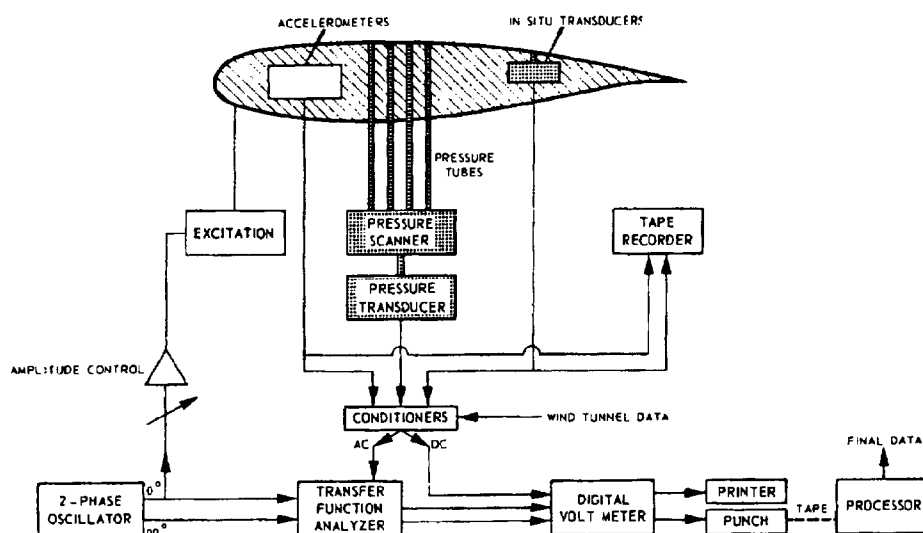 ACCELEROMETERS
IN SITU TRANSDUCERS
PRESSURE
TUBES
EXCITATION
PRESSURE
SCANNER
TAPE
RECORDER
PRESSURE
TRANSDUCER
AMPLITUDE CONTROL
CONDITIONERS
WIND TUNNEL DATA
AC
DC
FINAL DATA
0°
2-PHASE
OSCILLATOR
90°
TRANSFER
FUNCTION
ANALYZER
DIGITAL
VOLT METER
PRINTER
PUNCH
TAPE
PROCESSOR